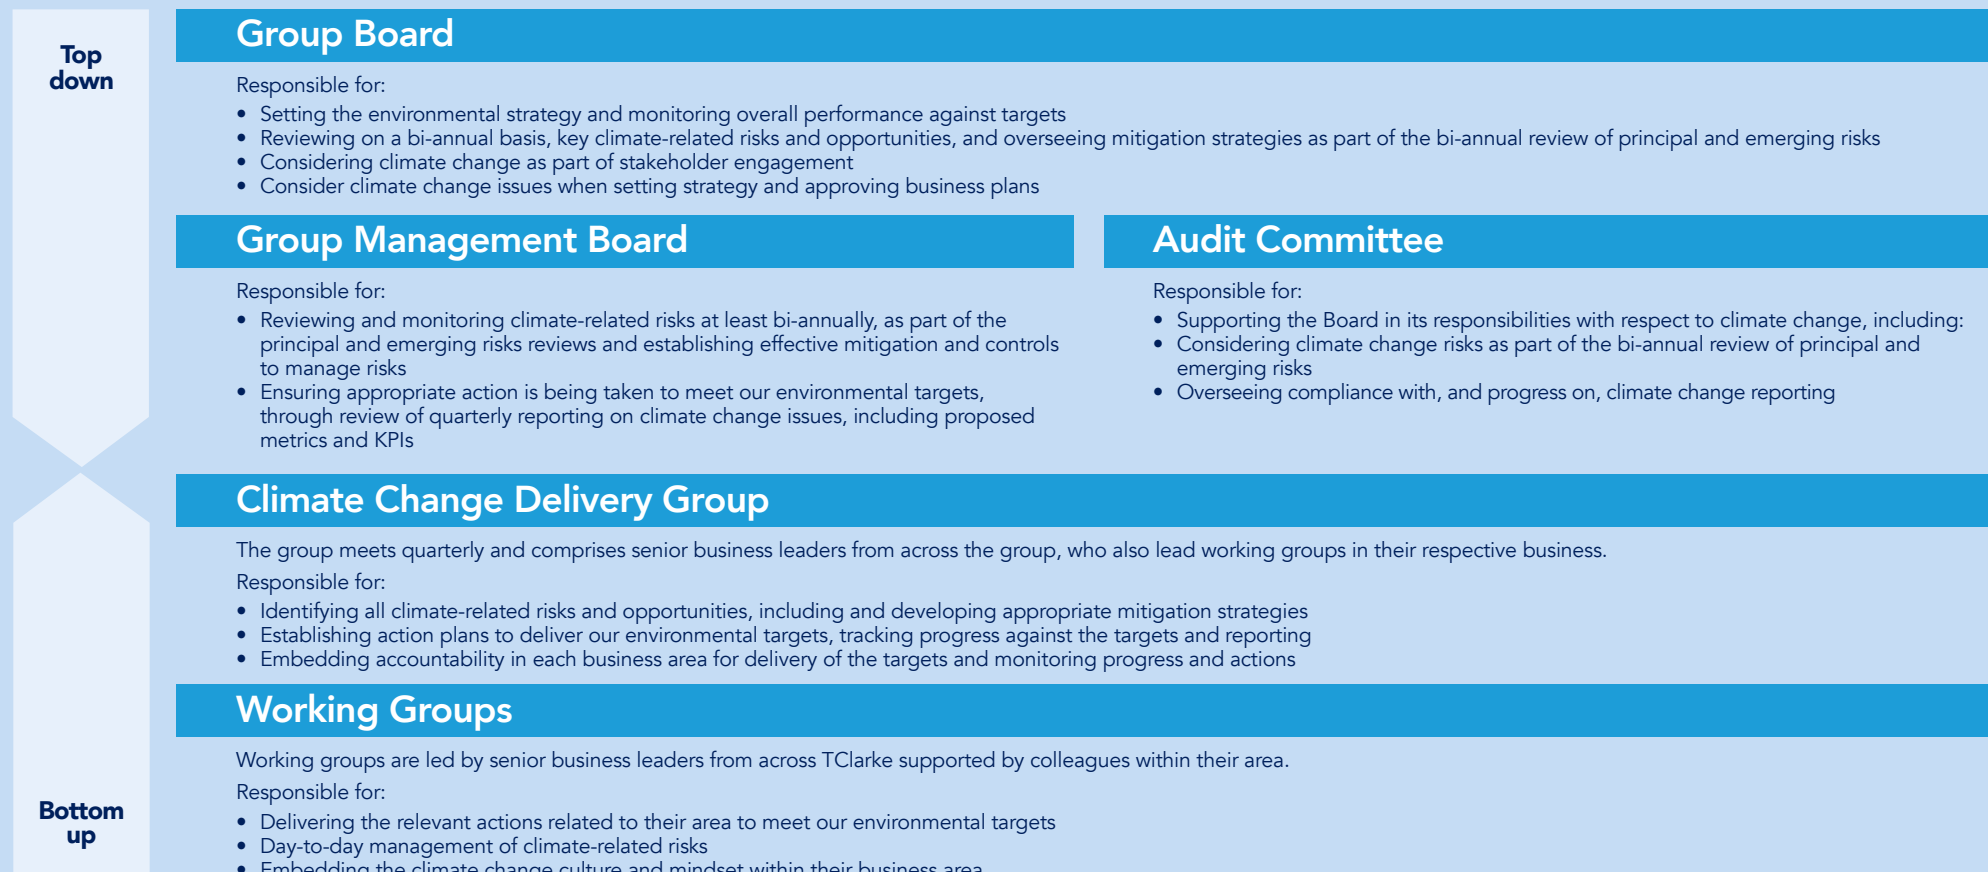 Top
down
Group Board
Responsible for:
• Setting the environmental strategy and monitoring overall performance against targets
• Reviewing on a bi-annual basis, key climate-related risks and opportunities, and overseeing mitigation strategies as part of the bi-annual review of principal and emerging risks
• Considering climate change as part of stakeholder engagement
• Consider climate change issues when setting strategy and approving business plans
Group Management Board
Responsible for:
• Reviewing and monitoring climate-related risks at least bi-annually, as part of the
principal and emerging risks reviews and establishing effective mitigation and controls
to manage risks
• Ensuring appropriate action is being taken to meet our environmental targets,
through review of quarterly reporting on climate change issues, including proposed
metrics and KPIs
Audit Committee
Responsible for:
• Supporting the Board in its responsibilities with respect to climate change, including:
• Considering climate change risks as part of the bi-annual review of principal and
emerging risks
• Overseeing compliance with, and progress on, climate change reporting
Climate Change Delivery Group
The group meets quarterly and comprises senior business leaders from across the group, who also lead working groups in their respective business.
Responsible for:
• Identifying all climate-related risks and opportunities, including and developing appropriate mitigation strategies
• Establishing action plans to deliver our environmental targets, tracking progress against the targets and reporting
• Embedding accountability in each business area for delivery of the targets and monitoring progress and actions
Working Groups
Working groups are led by senior business leaders from across TClarke supported by colleagues within their area.
Responsible for:
• Delivering the relevant actions related to their area to meet our environmental targets
• Day-to-day management of climate-related risks
• Embedding the climate change culture and mindset within their business area
Bottom
up